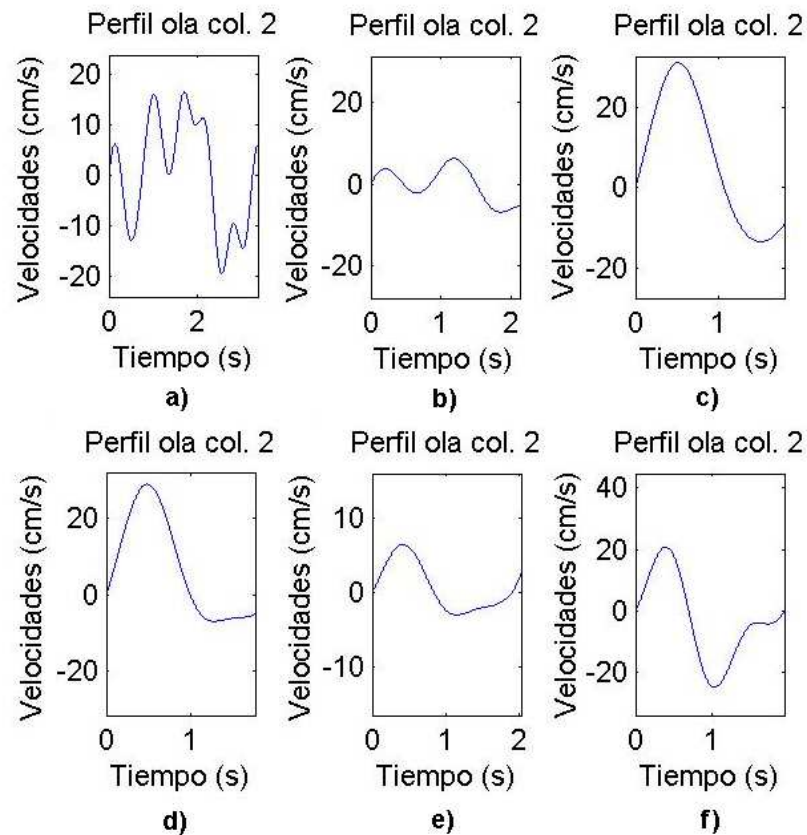 Perfil ola col. 2
Velocidades (cm/s)
20
10
0
-10
-20
0
2
Tiempo (s)
a)
Perfil ola col. 2
Velocidades (cm/s)
20
0
-20
0
1
2
Tiempo (s)
b)
Perfil ola col. 2
Velocidades (cm/s)
20
0
-20
0
1
Tiempo (s)
c)
Perfil ola col. 2
Velocidades (cm/s)
20
0
-20
0
1
Tiempo (s)
d)
Perfil ola col. 2
Velocidades (cm/s)
10
0
-10
0
1
2
Tiempo (s)
e)
Perfil ola col. 2
Velocidades (cm/s)
40
20
0
-20
0
1
Tiempo (s)
f)